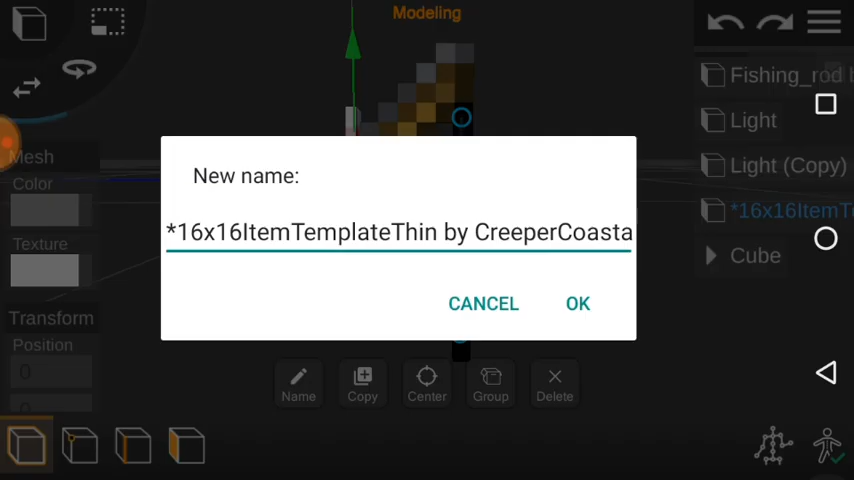 Modeling
Fishing_rod b
Light
Light (Copy)
*16x16ItemT
Cube
Mesh
Color
Texture
Transform
Position
0
New name:
*16x16ItemTemplateThin by CreeperCoasta
CANCEL
OK
Name
Copy
Center
Group
Delete